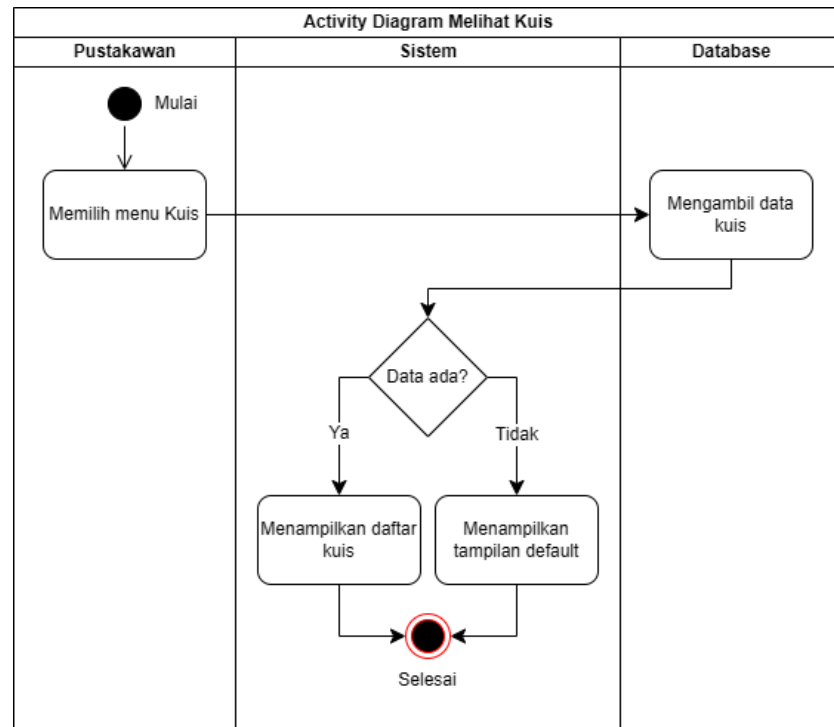 Activity Diagram Melihat Kuis
Pustakawan
Sistem
Database
Mulai
Memilih menu Kuis
Mengambil data
kuis
Data ada?
Ya
Tidak
Menampilkan daftar
kuis
Menampilkan
tampilan default
Selesai